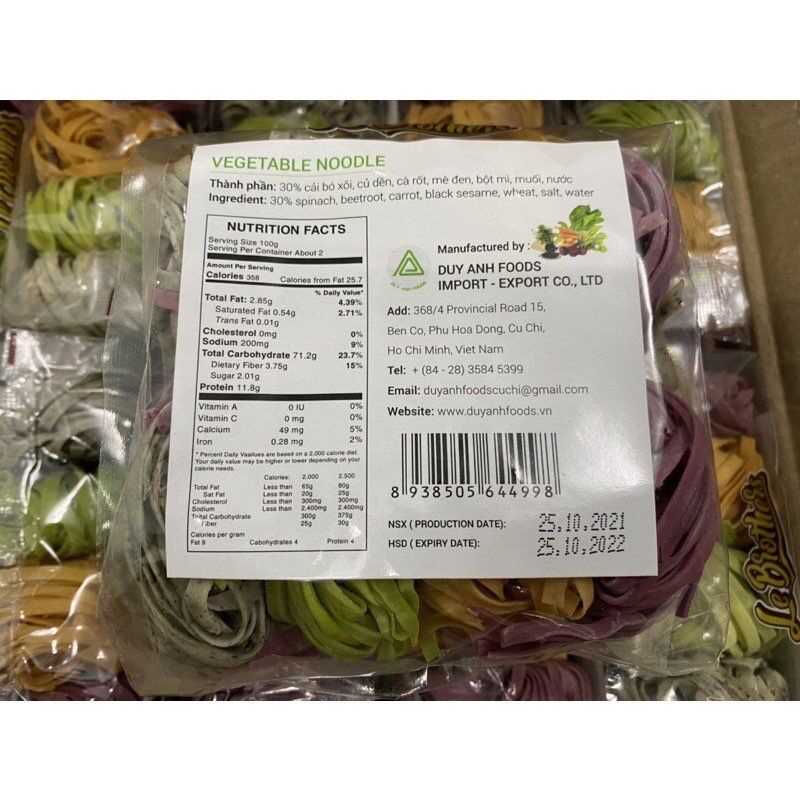 VEGETABLE NOODLE
Thành phần: 30% cải bó xôi, củ dền, cà rốt, mè đen, bột mì, muối, nước
Ingredient: 30% spinach, beetroot, carrot, black sesame, wheat, salt, water
NUTRITION FACTS
Serving Size 100g
Serving Per Container About 2
Amount Per Serving
Calories 358 Calories from Fat 25.7
% Daily Value*
Total Fat: 2.85g 4.39%
Saturated Fat 0.54g 2.71%
Trans Fat 0.01g
Cholesterol 0mg 0%
Sodium 200mg 9%
Total Carbohydrate 71.2g 23.7%
Dietary Fiber 3.75g 15%
Sugar 2.01g
Protein 11.8g
Vitamin A 0 IU 0%
Vitamin C 0 mg 0%
Calcium 49 mg 5%
Iron 0.28 mg 2%
* Percent Daily Vaalues are based on a 2,000 calorie diet.
Your daily value may be higher or lower depending on your
calorie needs.
Calories: 2,000 2,500
Total Fat Less than 65g 80g
Sat Fat Less than 20g 25g
Cholesterol Less than 300mg 300mg
Sodium Less than 2,400mg 2,400mg
Total Carbohydrate 300g 375g
Fiber 25g 30g
Calories per gram
Fat 9 Cabohydrates 4 Protein 4
Manufactured by :
DUY ANH FOODS
DUY ANH FOODS
IMPORT - EXPORT CO., LTD
Add: 368/4 Provincial Road 15,
Ben Co, Phu Hoa Dong, Cu Chi,
Ho Chi Minh, Viet Nam
Tel: + (84 - 28) 3584 5399
Email: duyanhfoodscuchi@gmail.com
Website: www.duyanhfoods.vn
8 938505 644998
NSX ( PRODUCTION DATE): 25.10.2021
HSD ( EXPIRY DATE): 25.10.2022
Le Brothers